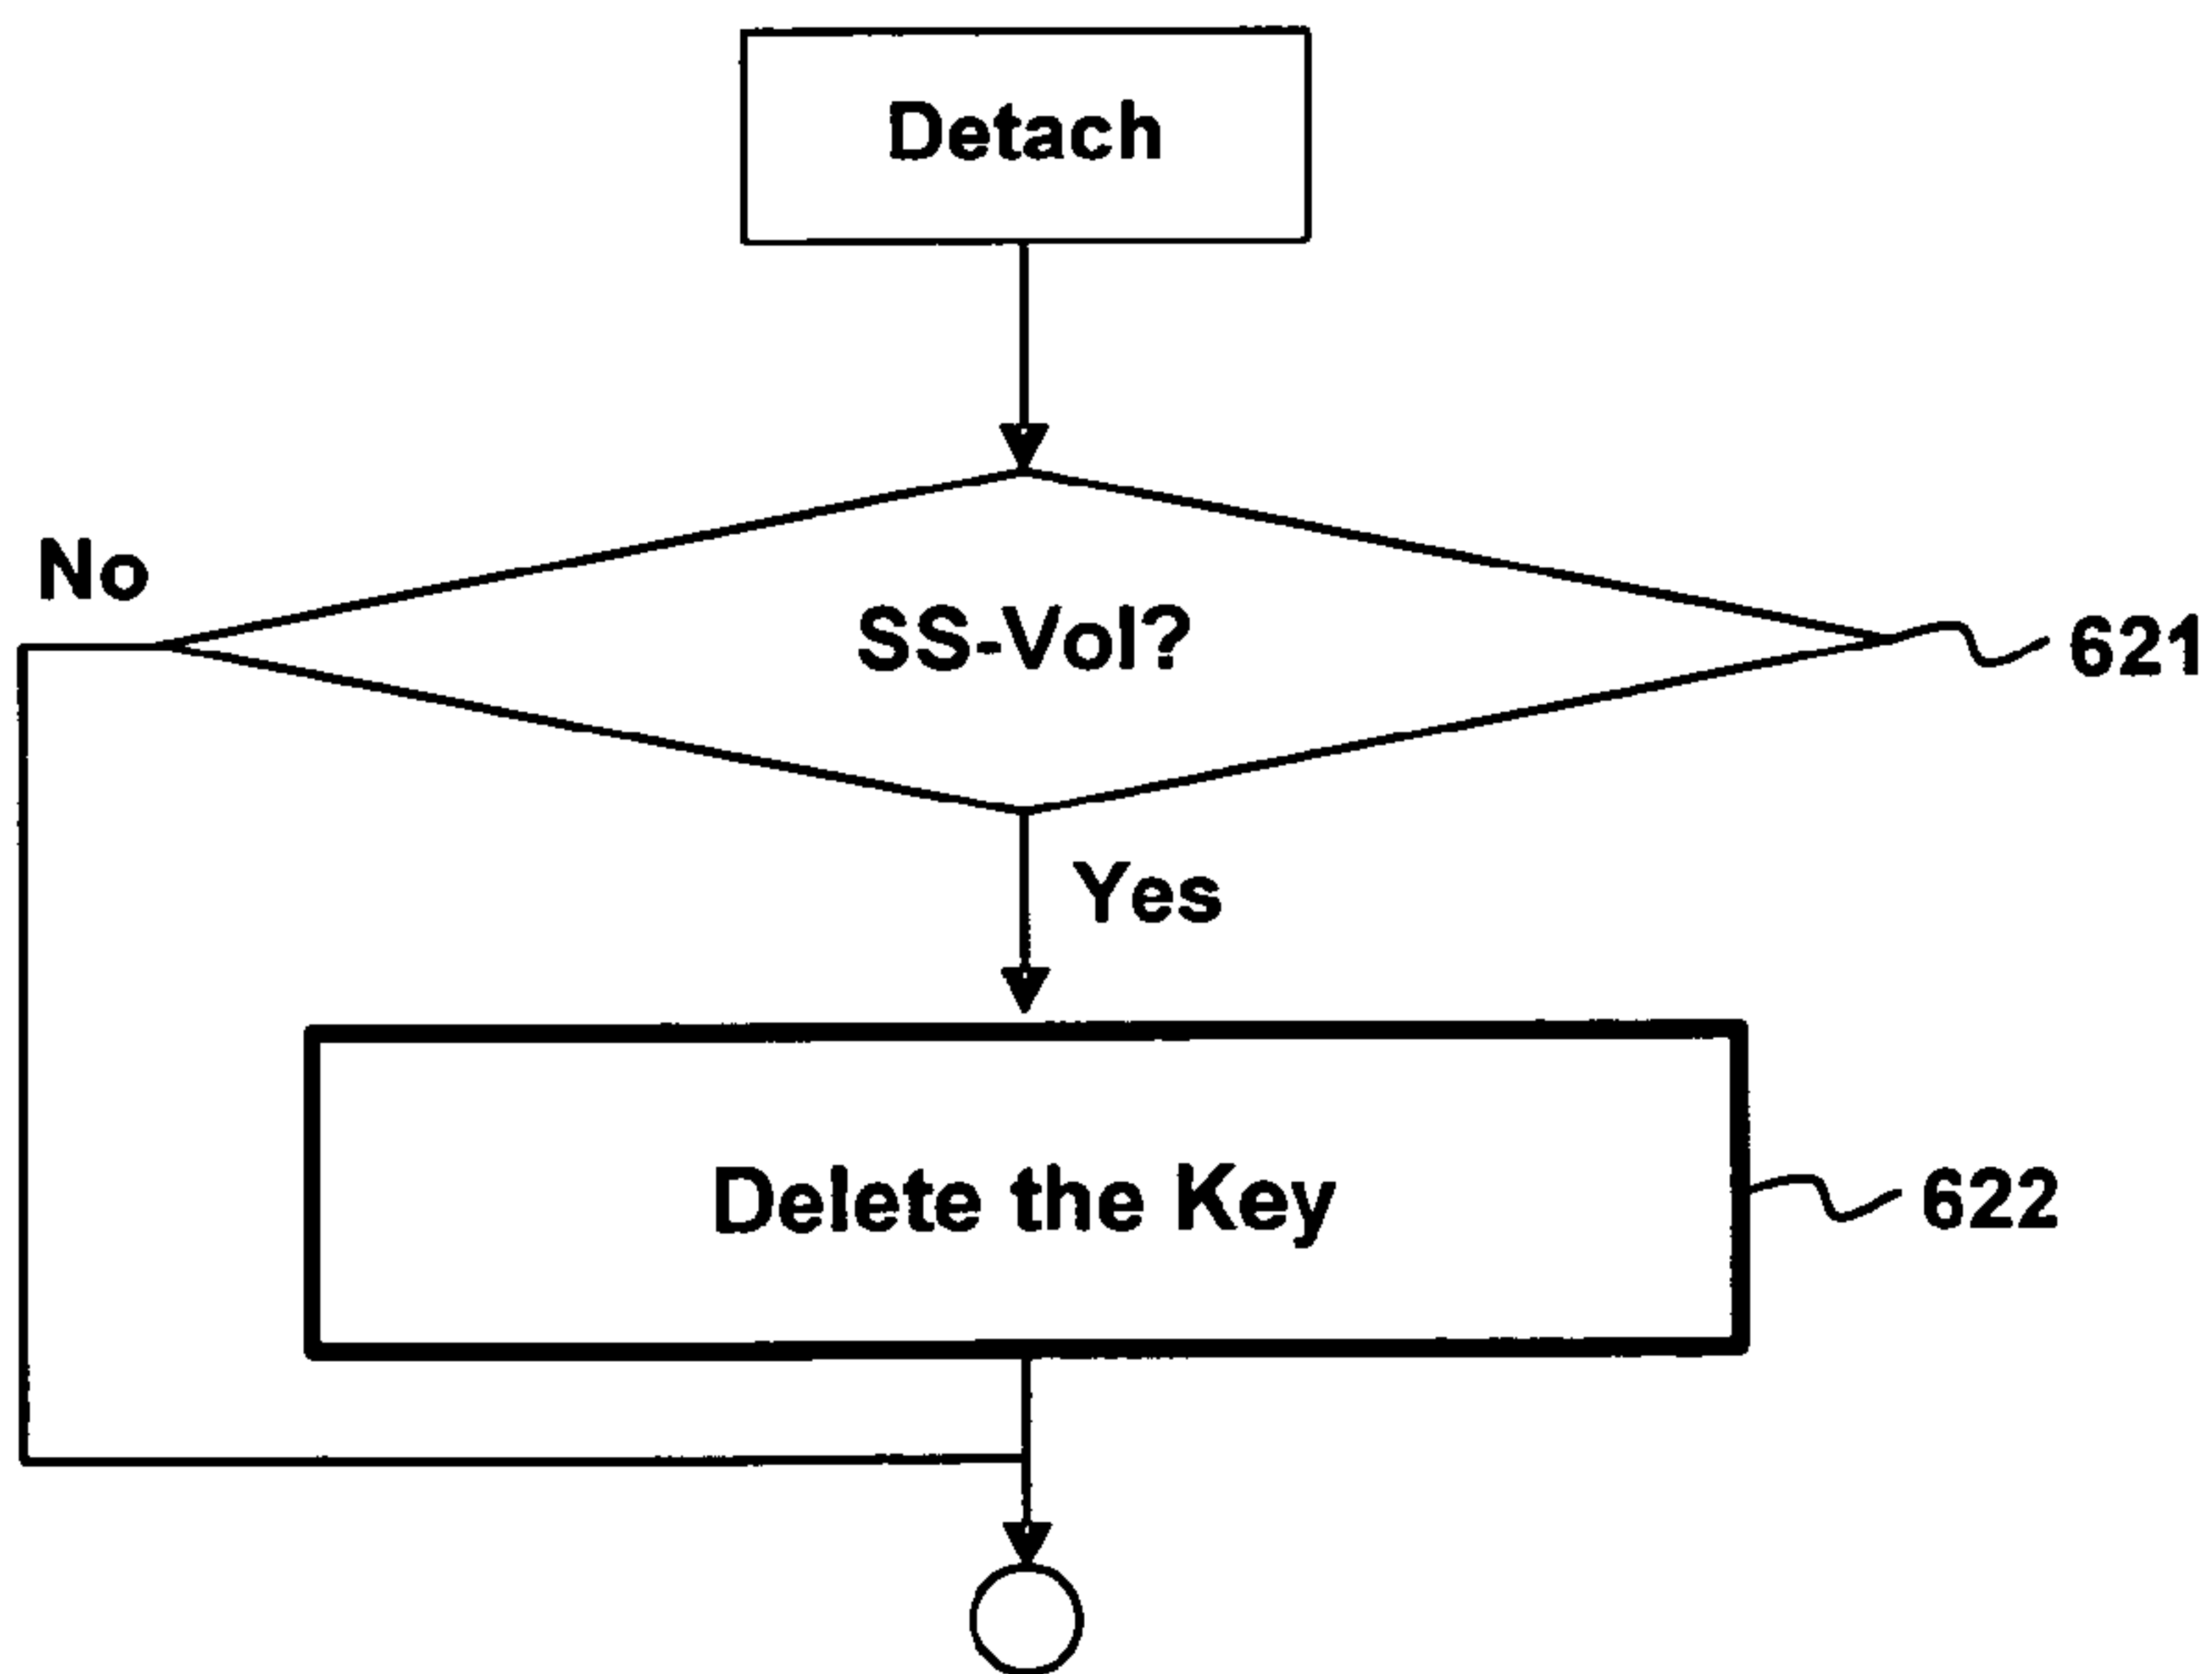 Detach
No
SS-Vol?
621
Yes
Delete the Key
622